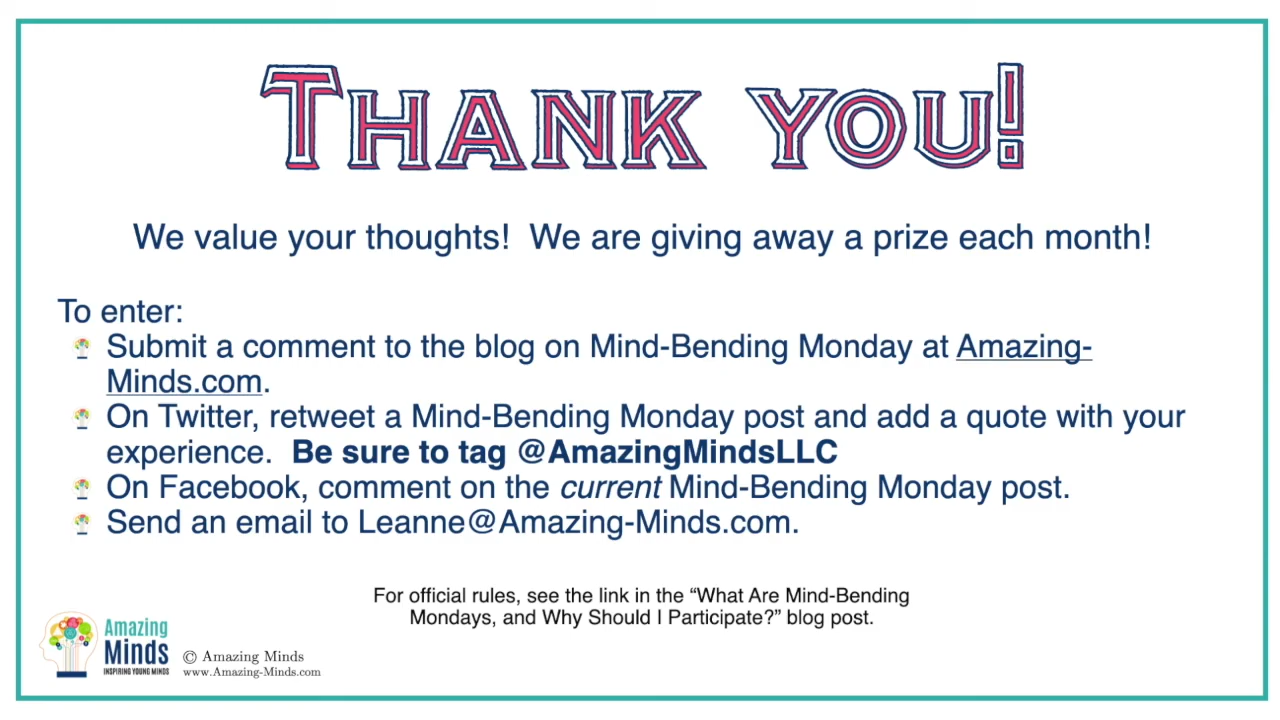 THANK YOU!
We value your thoughts!  We are giving away a prize each month!
To enter:
Submit a comment to the blog on Mind-Bending Monday at Amazing-
Minds.com.
On Twitter, retweet a Mind-Bending Monday post and add a quote with your
experience.  Be sure to tag @AmazingMindsLLC
On Facebook, comment on the current Mind-Bending Monday post.
Send an email to Leanne@Amazing-Minds.com.
For official rules, see the link in the “What Are Mind-Bending
Mondays, and Why Should I Participate?” blog post.
Amazing
Minds
INSPIRING YOUNG MINDS
© Amazing Minds
www.Amazing-Minds.com